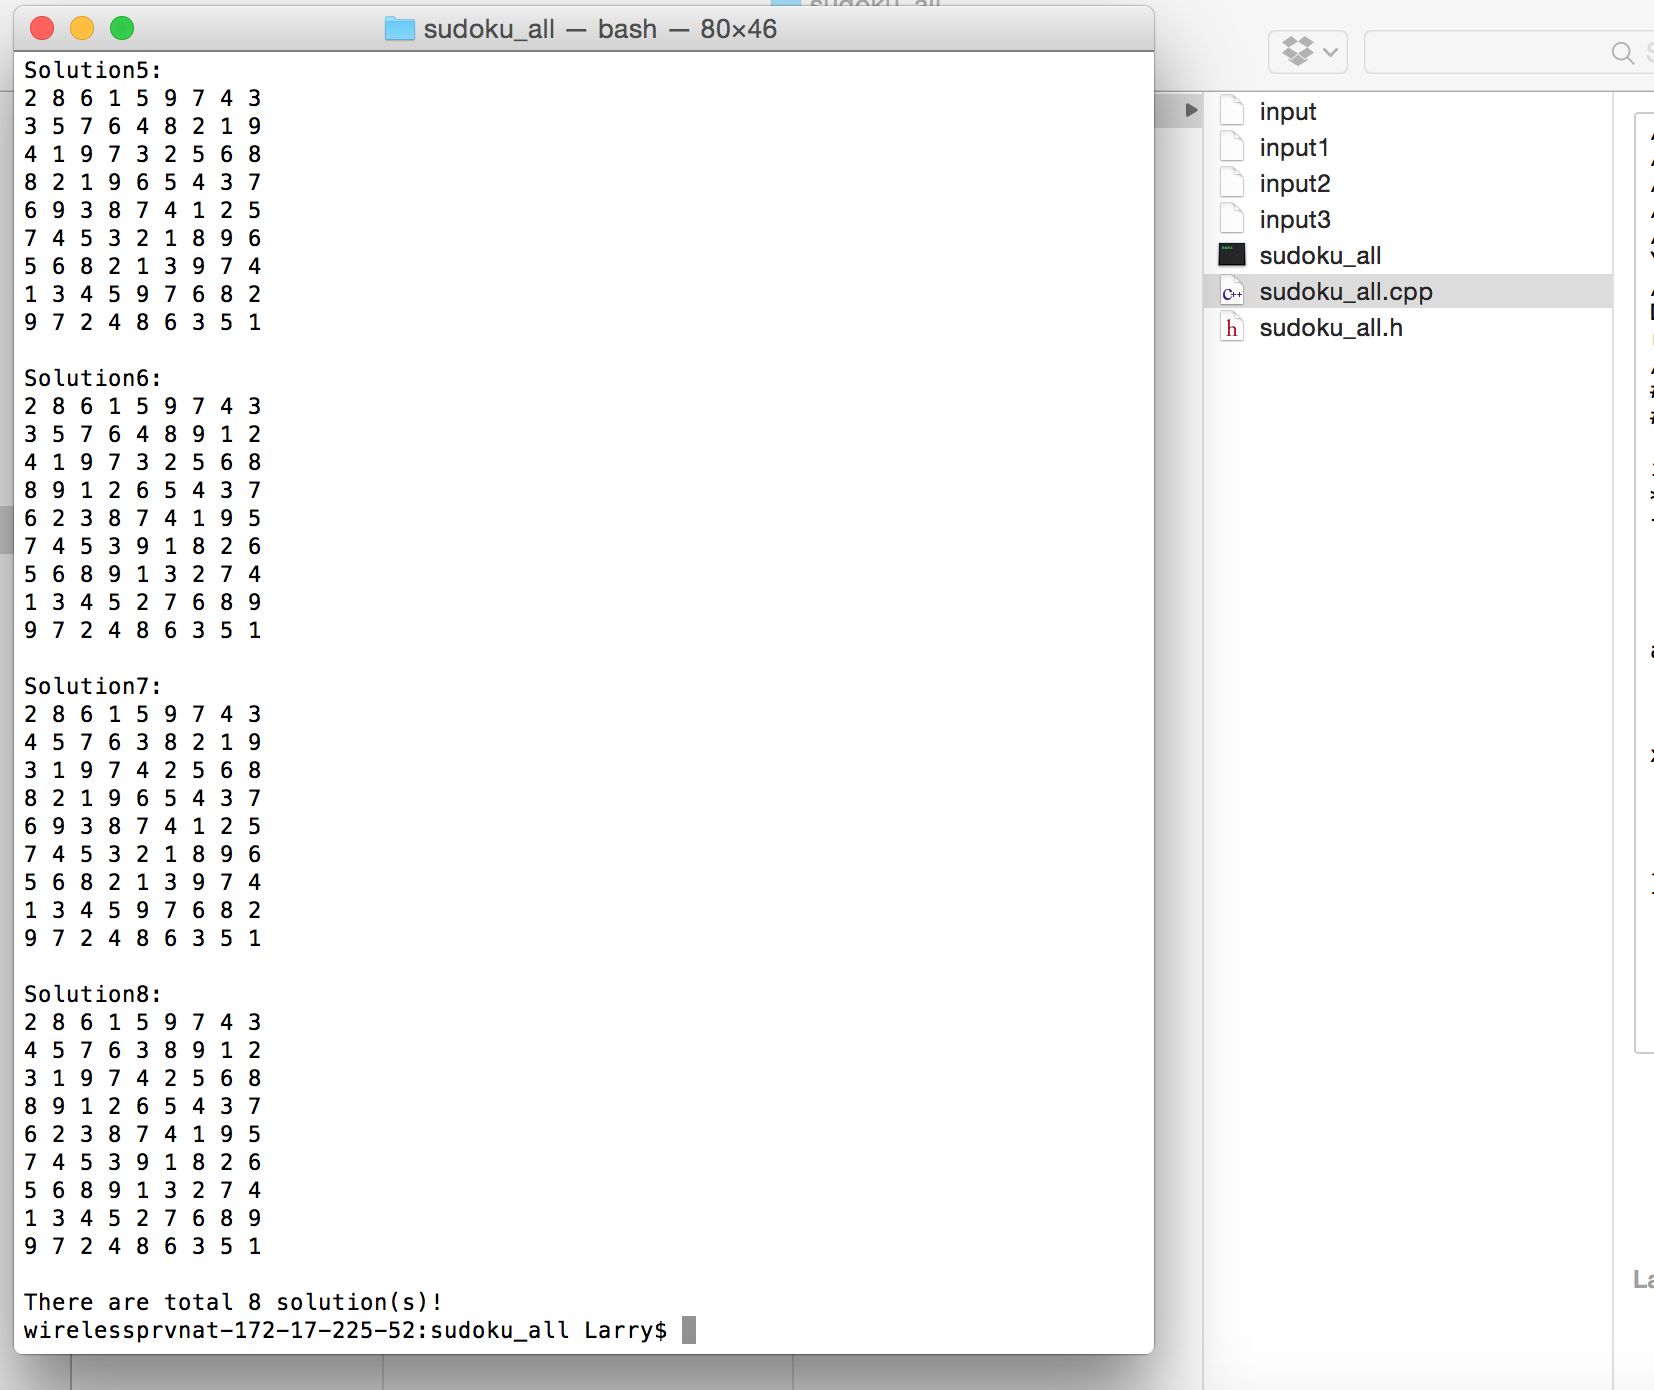 sudoku_all — bash — 80×46
Solution5:
2 8 6 1 5 9 7 4 3
3 5 7 6 4 8 2 1 9
4 1 9 7 3 2 5 6 8
8 2 1 9 6 5 4 3 7
6 9 3 8 7 4 1 2 5
7 4 5 3 2 1 8 9 6
5 6 8 2 1 3 9 7 4
1 3 4 5 9 7 6 8 2
9 7 2 4 8 6 3 5 1
Solution6:
2 8 6 1 5 9 7 4 3
3 5 7 6 4 8 9 1 2
4 1 9 7 3 2 5 6 8
8 9 1 2 6 5 4 3 7
6 2 3 8 7 4 1 9 5
7 4 5 3 9 1 8 2 6
5 6 8 9 1 3 2 7 4
1 3 4 5 2 7 6 8 9
9 7 2 4 8 6 3 5 1
Solution7:
2 8 6 1 5 9 7 4 3
4 5 7 6 3 8 2 1 9
3 1 9 7 4 2 5 6 8
8 2 1 9 6 5 4 3 7
6 9 3 8 7 4 1 2 5
7 4 5 3 2 1 8 9 6
5 6 8 2 1 3 9 7 4
1 3 4 5 9 7 6 8 2
9 7 2 4 8 6 3 5 1
Solution8:
2 8 6 1 5 9 7 4 3
4 5 7 6 3 8 9 1 2
3 1 9 7 4 2 5 6 8
8 9 1 2 6 5 4 3 7
6 2 3 8 7 4 1 9 5
7 4 5 3 9 1 8 2 6
5 6 8 9 1 3 2 7 4
1 3 4 5 2 7 6 8 9
9 7 2 4 8 6 3 5 1
There are total 8 solution(s)!
wirelessprvnat-172-17-225-52:sudoku_all Larry$
sudoku_all
input
input1
input2
input3
sudoku_all
C++ sudoku_all.cpp
h sudoku_all.h